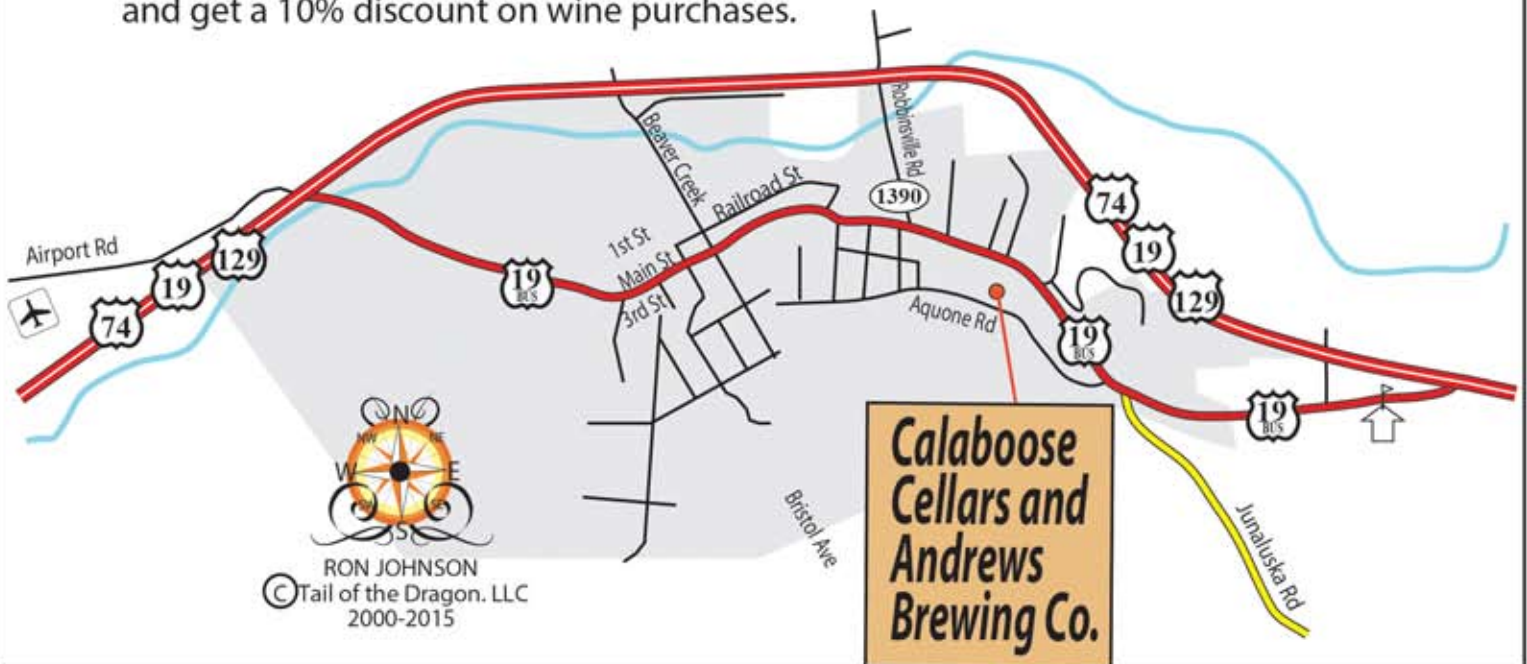 and get a 10% discount on wine purchases.
Robbinsville Rd
Beaver Creek
Railroad St
1390
74
19
129
Airport Rd
129
19
74
19
BUS
1st St
Main St
3rd St
Aquone Rd
19
BUS
19
BUS
Calaboose
Cellars and
Andrews
Brewing Co.
Bristol Ave
Junaluska Rd
N
NW
NE
W
E
S
RON JOHNSON
© Tail of the Dragon. LLC
2000-2015